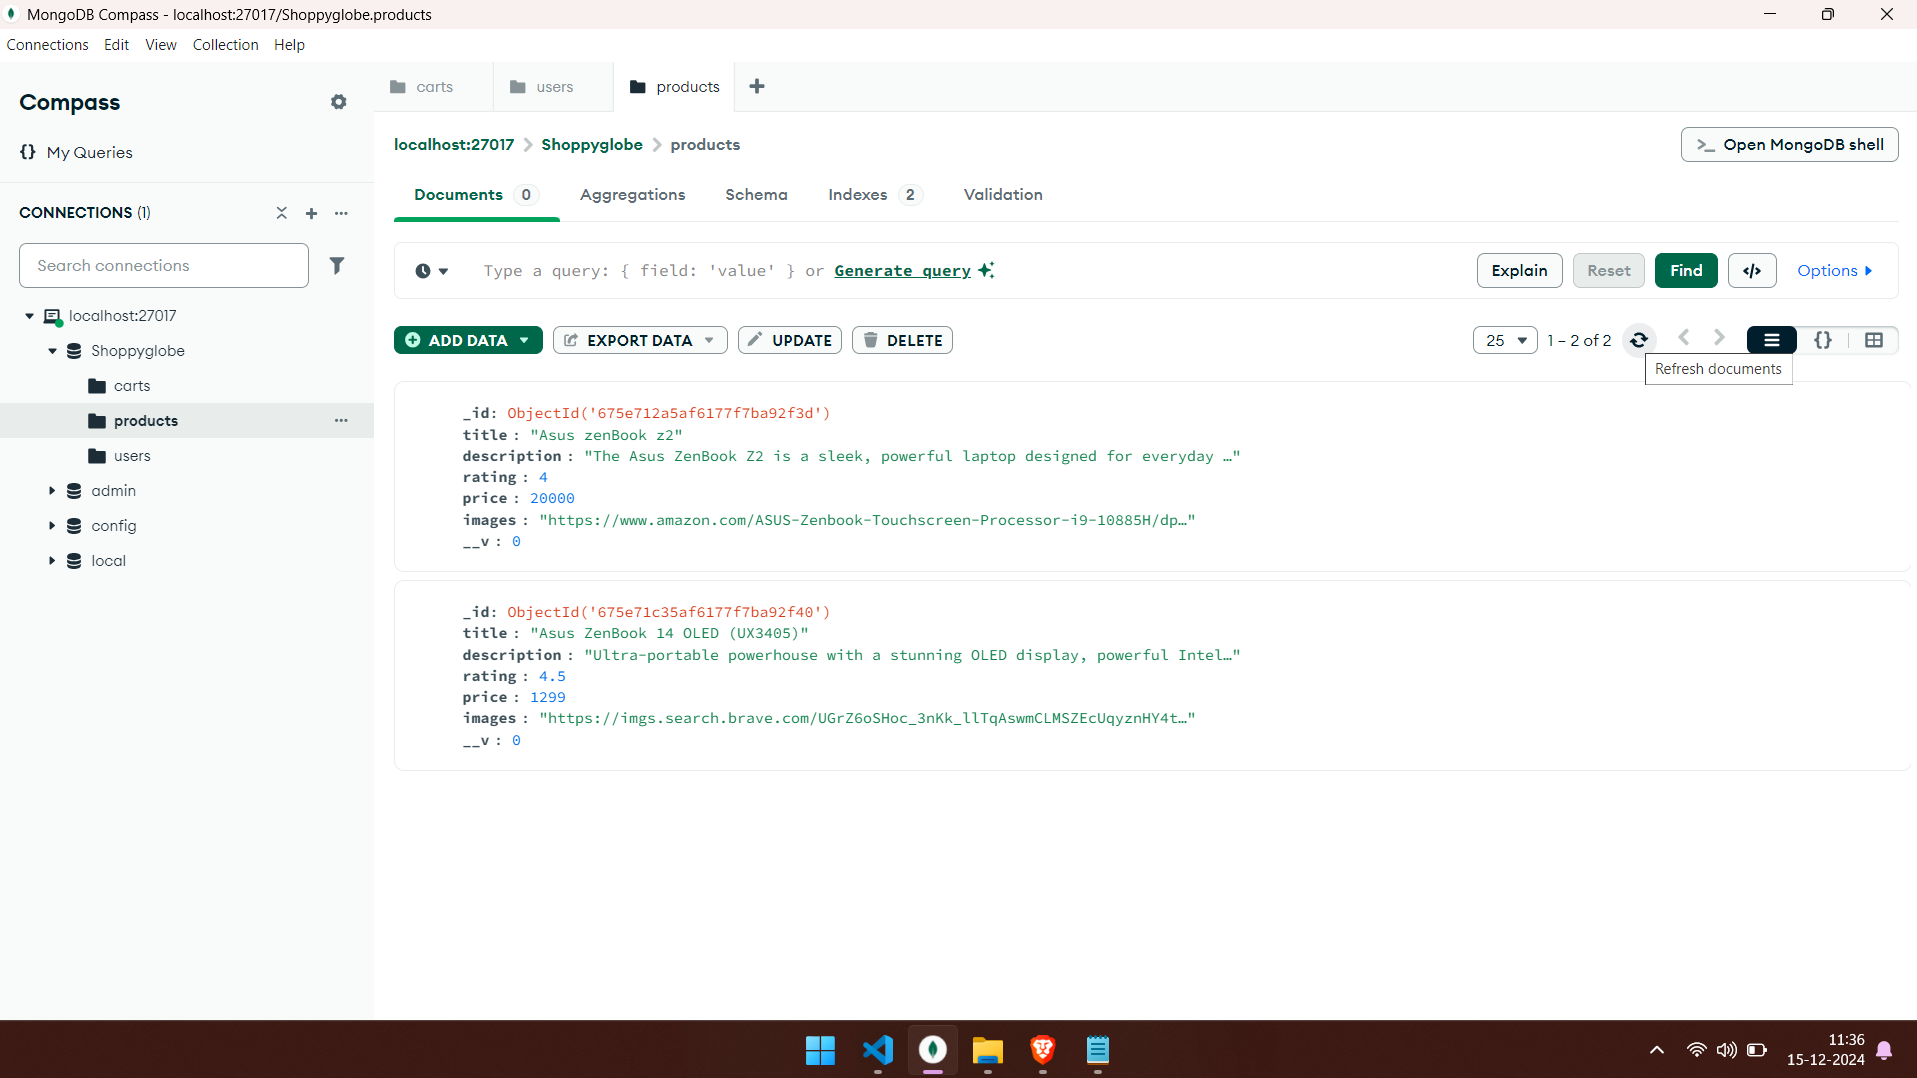 MongoDB Compass - localhost:27017/Shoppyglobe.products
Connections Edit View Collection Help
Compass
My Queries
CONNECTIONS (1)
Search connections
localhost:27017
Shoppyglobe
carts
products
users
admin
config
local
carts users products
localhost:27017 Shoppyglobe products
>_ Open MongoDB shell
Documents 0 Aggregations Schema Indexes 2 Validation
Type a query: { field: 'value' } or Generate query
Explain Reset Find </> Options
ADD DATA EXPORT DATA UPDATE DELETE
25 1 – 2 of 2 {}
Refresh documents
_id: ObjectId('675e712a5af6177f7ba92f3d')
title : "Asus zenBook z2"
description : "The Asus ZenBook Z2 is a sleek, powerful laptop designed for everyday …"
rating : 4
price : 20000
images : "https://www.amazon.com/ASUS-Zenbook-Touchscreen-Processor-i9-10885H/dp…"
__v : 0
_id: ObjectId('675e71c35af6177f7ba92f40')
title : "Asus ZenBook 14 OLED (UX3405)"
description : "Ultra-portable powerhouse with a stunning OLED display, powerful Intel…"
rating : 4.5
price : 1299
images : "https://imgs.search.brave.com/UGrZ6oSHoc_3nKk_llTqAswmCLMSZEcUqyznHY4t…"
__v : 0
11:36
15-12-2024